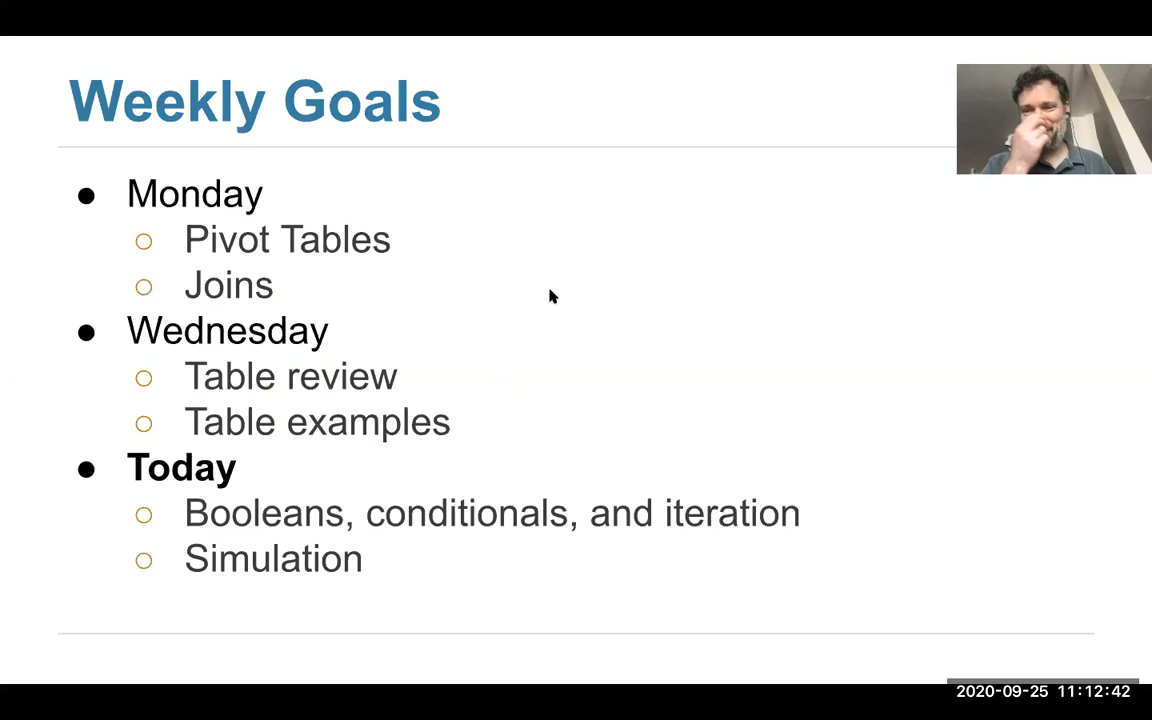 Weekly Goals
● Monday
○ Pivot Tables
○ Joins
● Wednesday
○ Table review
○ Table examples
● Today
○ Booleans, conditionals, and iteration
○ Simulation
2020-09-25 11:12:42